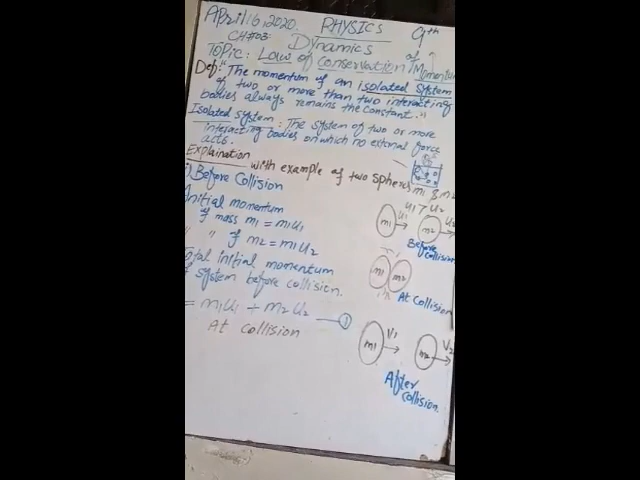 April 16, 2020. PHYSICS 9th
CH#03: Dynamics
Topic: Law of Conservation of Momentum
Def: "The momentum of an isolated system
of two or more than two interacting
bodies always remains the constant."
Isolated System: The system of two or more
interacting bodies on which no external force
acts.
Explaination with example of two spheres m1 & m2
i) Before Collision
Initial momentum
of mass m1 = m1u1
" " of m2 = m1u2
Total initial momentum
of system before collision.
= m1u1 + m2u2 — 1
At collision
u1 > u2
m1 u1 m2 u2
Before
collision
m1 m2
At Collision
m1 v1 m2 v2
After
collision.